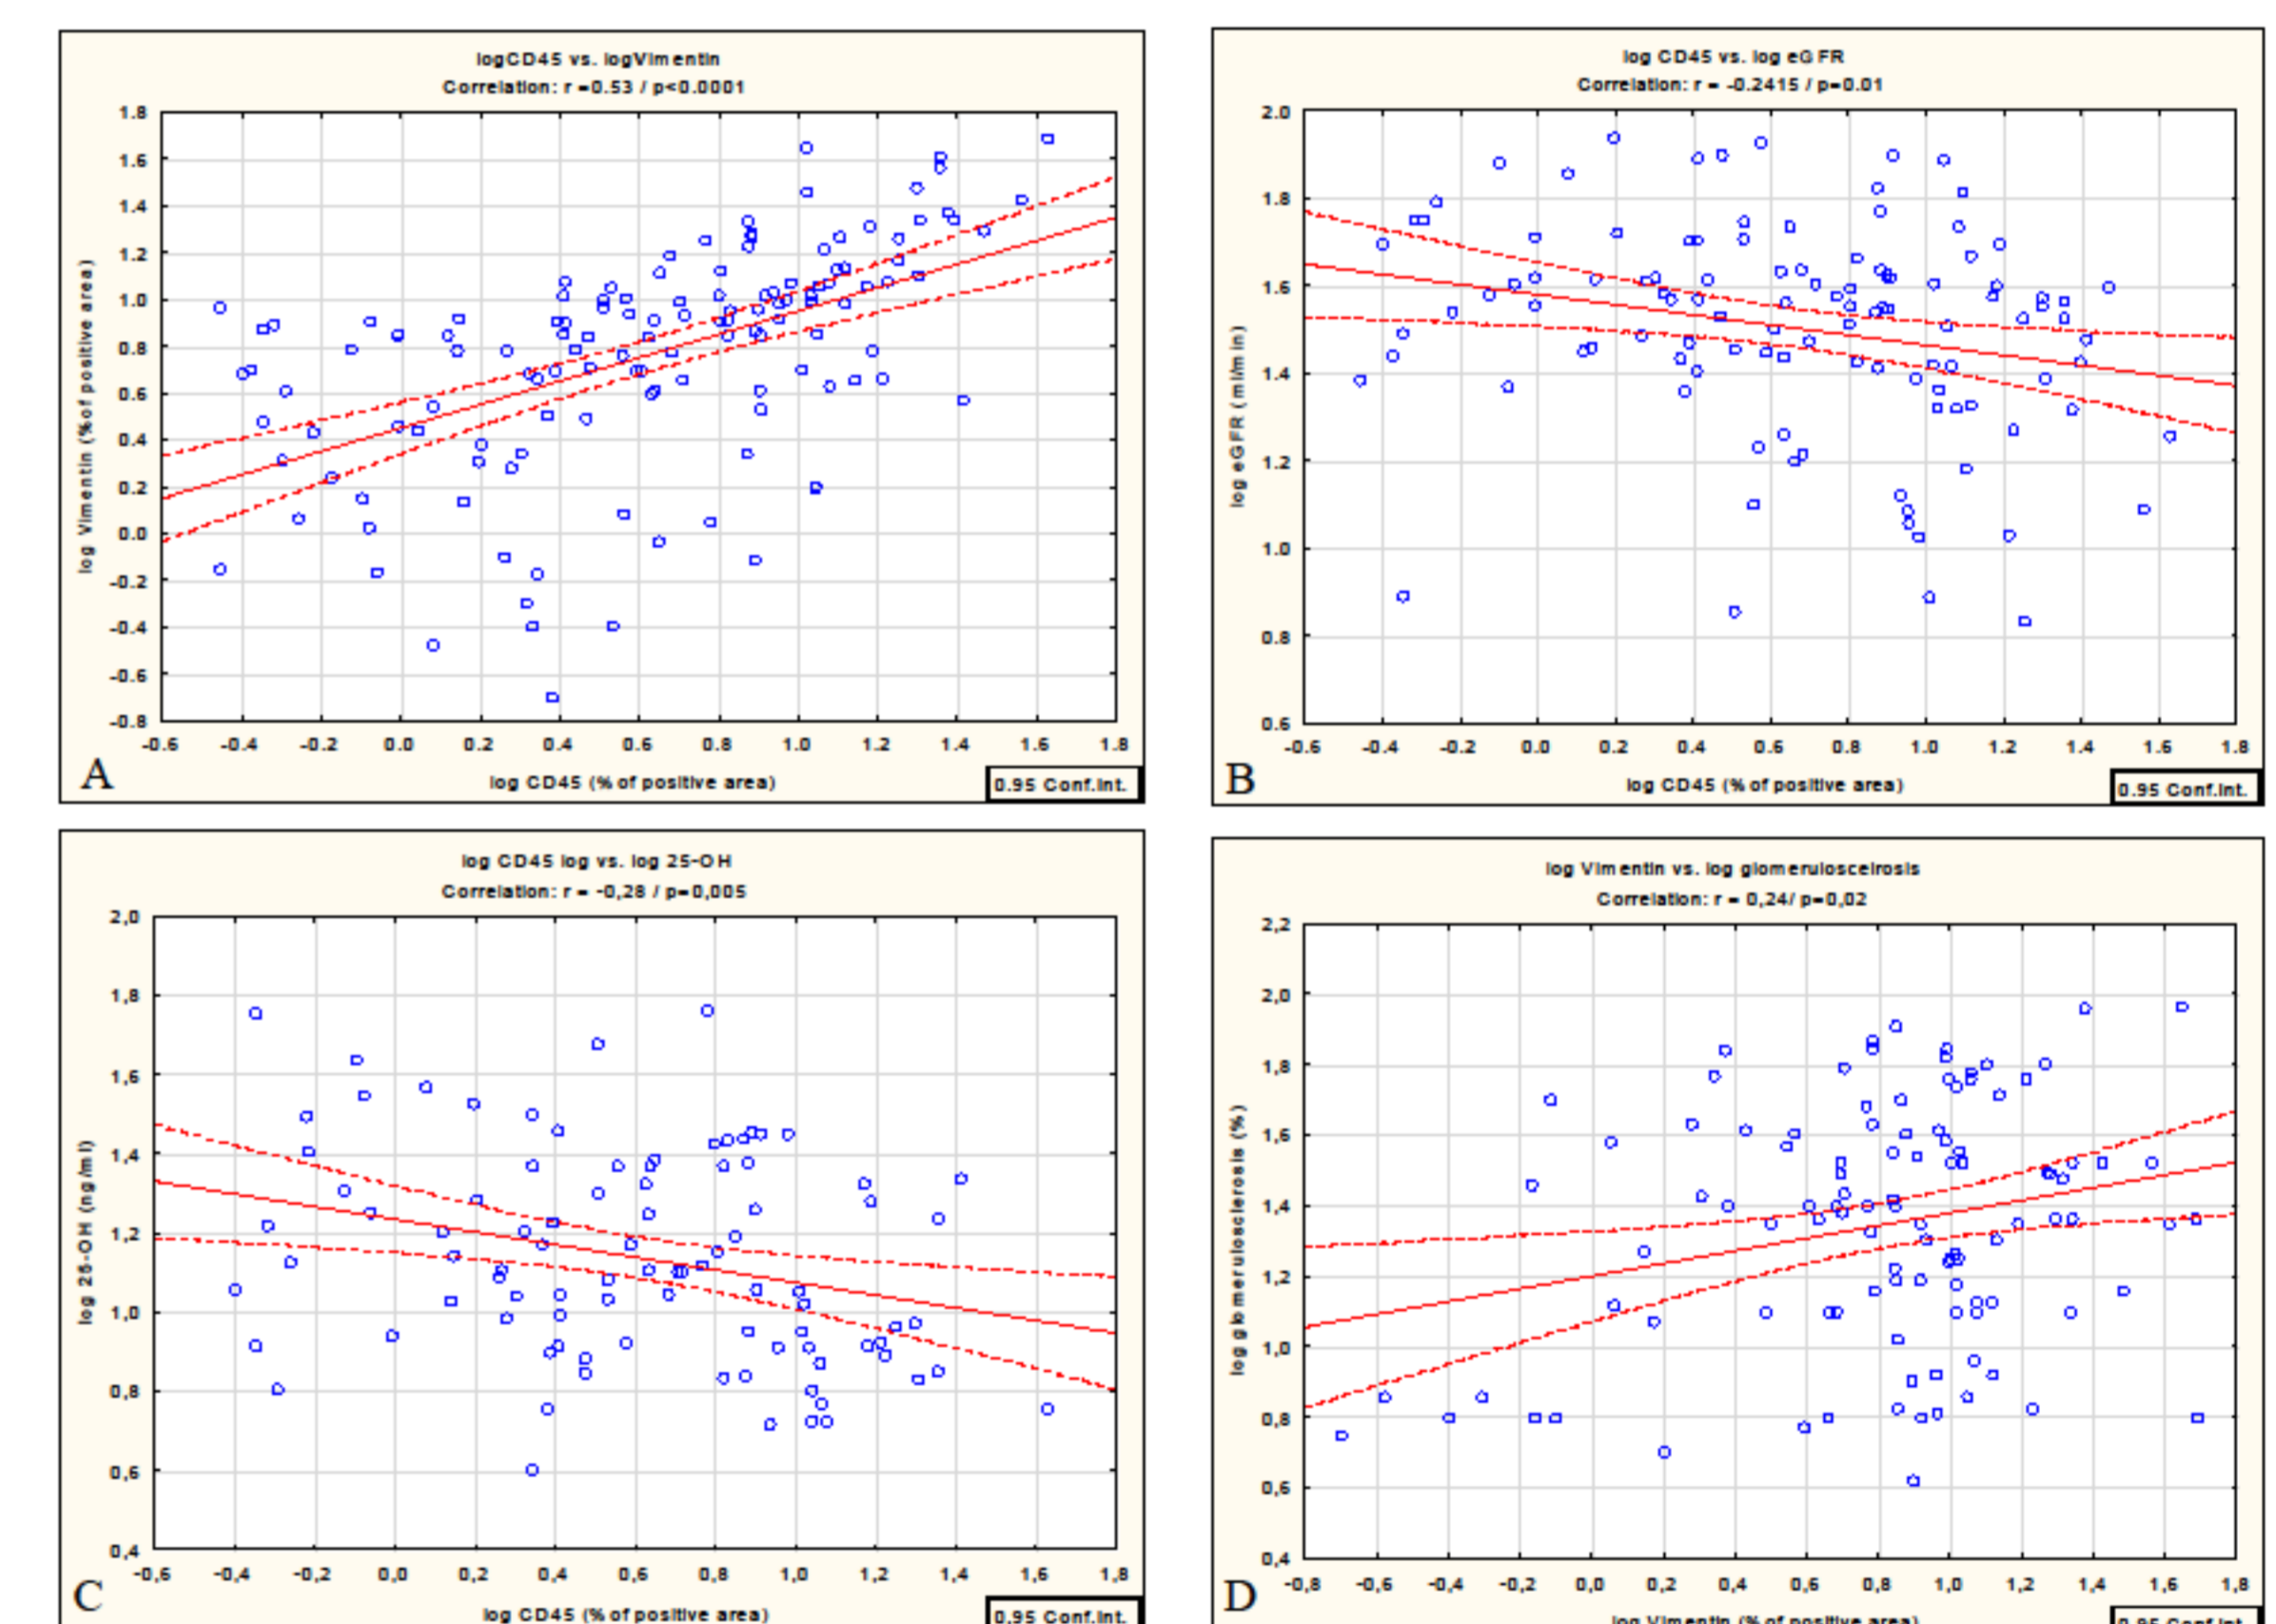 logCD45 vs. logVimentin
Correlation: r =0.53 / p<0.0001
1.8
1.6
1.4
1.2
1.0
0.8
0.6
0.4
0.2
0.0
-0.2
-0.4
-0.6
-0.8
log Vimentin (%of positive area)
-0.6 -0.4 -0.2 0.0 0.2 0.4 0.6 0.8 1.0 1.2 1.4 1.6 1.8
log CD45 (% of positive area)
A
0.95 Conf.Int.
log CD45 vs. log eGFR
Correlation: r = -0.2415 / p=0.01
2.0
1.8
1.6
1.4
1.2
1.0
0.8
0.6
log eGFR (ml/min)
-0.6 -0.4 -0.2 0.0 0.2 0.4 0.6 0.8 1.0 1.2 1.4 1.6 1.8
log CD45 (% of positive area)
B
0.95 Conf.Int.
log CD45 log vs. log 25-OH
Correlation: r = -0,28 / p=0,005
2,0
1,8
1,6
1,4
1,2
1,0
0,8
0,6
0,4
log 25-OH (ng/ml)
-0,6 -0,4 -0,2 0,0 0,2 0,4 0,6 0,8 1,0 1,2 1,4 1,6 1,8
log CD45 (% of positive area)
C
0,95 Conf.Int.
log Vimentin vs. log glomerulosclerosis
Correlation: r = 0,24/ p=0,02
2,2
2,0
1,8
1,6
1,4
1,2
1,0
0,8
0,6
0,4
log glomerulosclerosis (%)
-0,8 -0,6 -0,4 -0,2 0,0 0,2 0,4 0,6 0,8 1,0 1,2 1,4 1,6 1,8
log Vimentin (% of positive area)
D
0,95 Conf.Int.